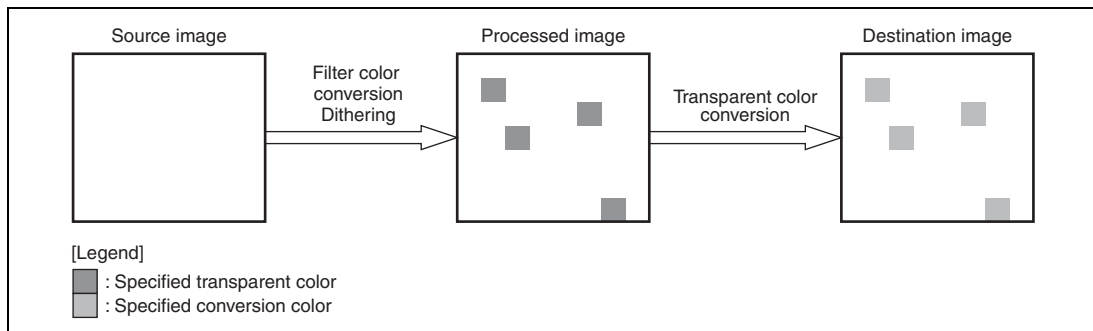 Source image
Processed image
Destination image
Filter color
conversion
Dithering
Transparent color
conversion
[Legend]
: Specified transparent color
: Specified conversion color